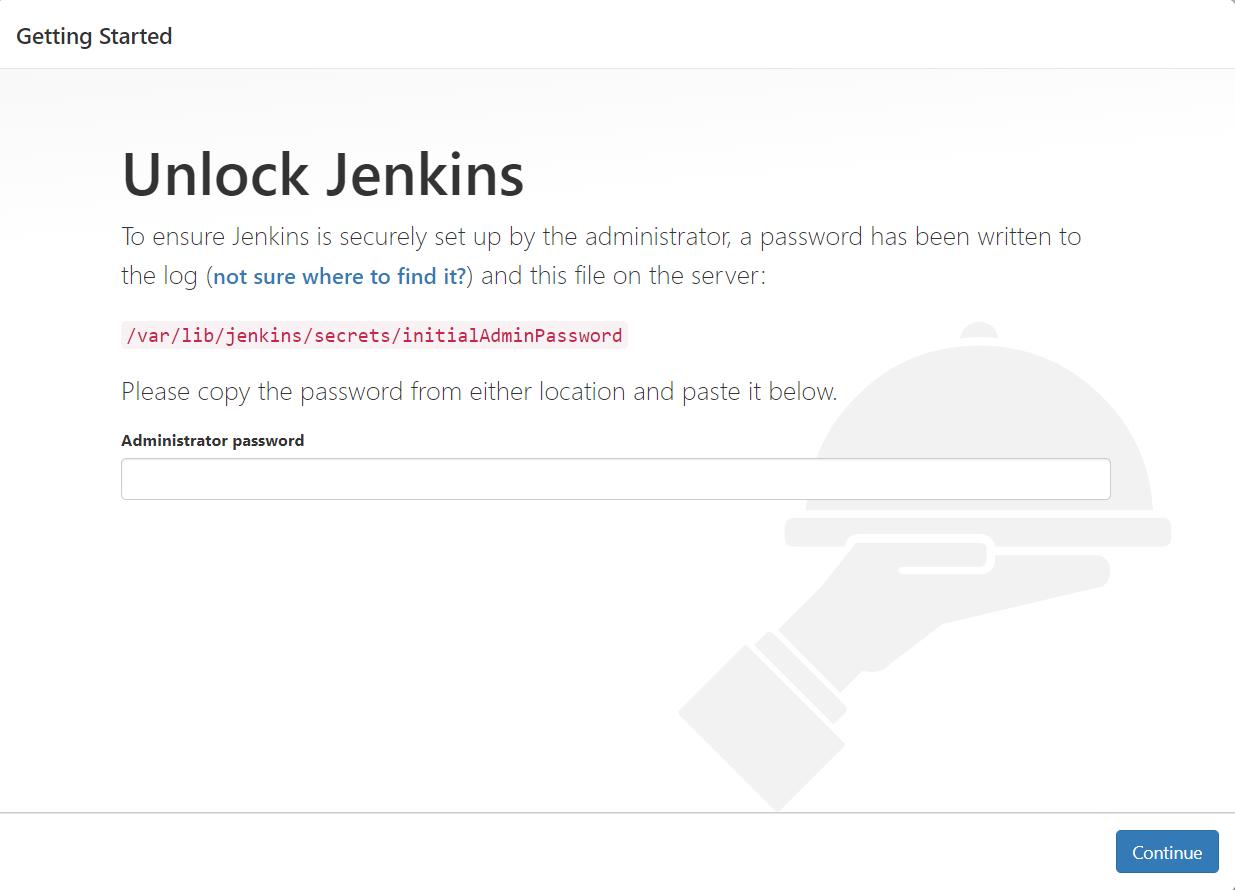 Getting Started
Unlock Jenkins
To ensure Jenkins is securely set up by the administrator, a password has been written to
the log (not sure where to find it?) and this file on the server:
/var/lib/jenkins/secrets/initialAdminPassword
Please copy the password from either location and paste it below.
Administrator password
Continue